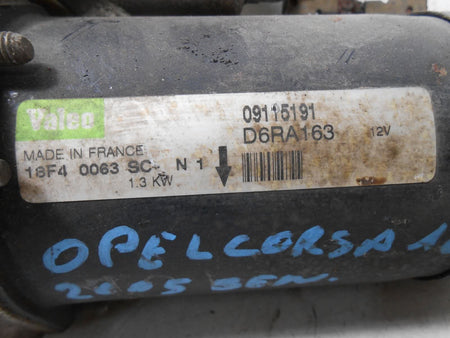 Valeo
09115191
D6RA163 12V
MADE IN FRANCE
18F4 0063 SC- N 1
1.3 KW
OPEL CORSA
2005 BEN.